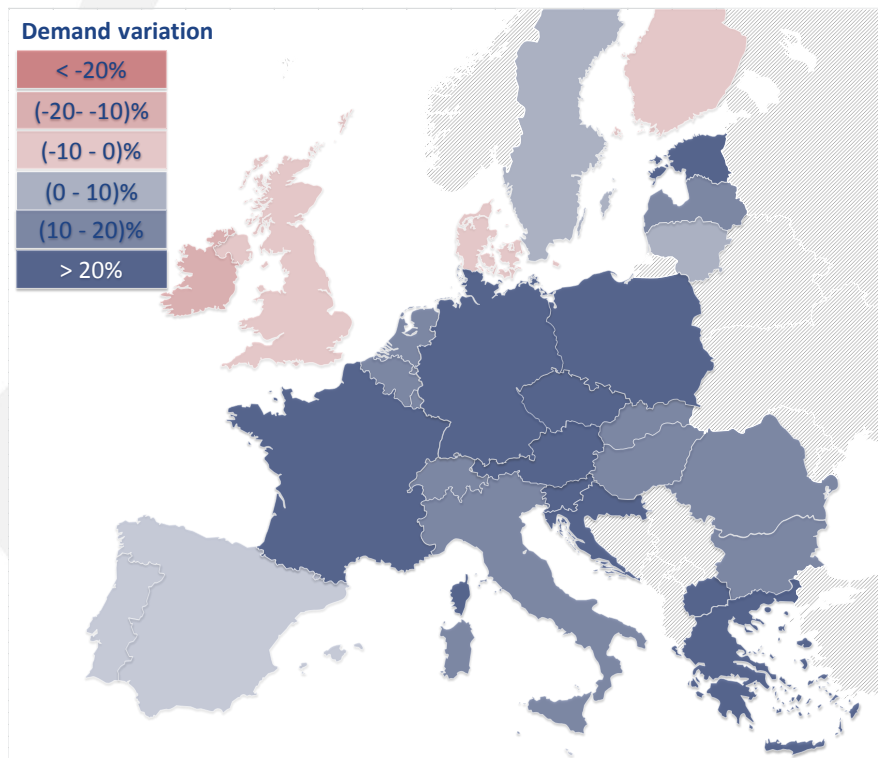 Demand variation
< -20%
(-20- -10)%
(-10 - 0)%
(0 - 10)%
(10 - 20)%
> 20%